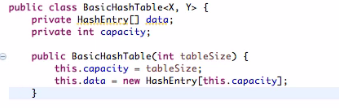 public class BasicHashTable<X, Y> {
private HashEntry[] data;
private int capacity;
public BasicHashTable(int tableSize) {
this.capacity = tableSize;
this.data = new HashEntry[this.capacity];
}